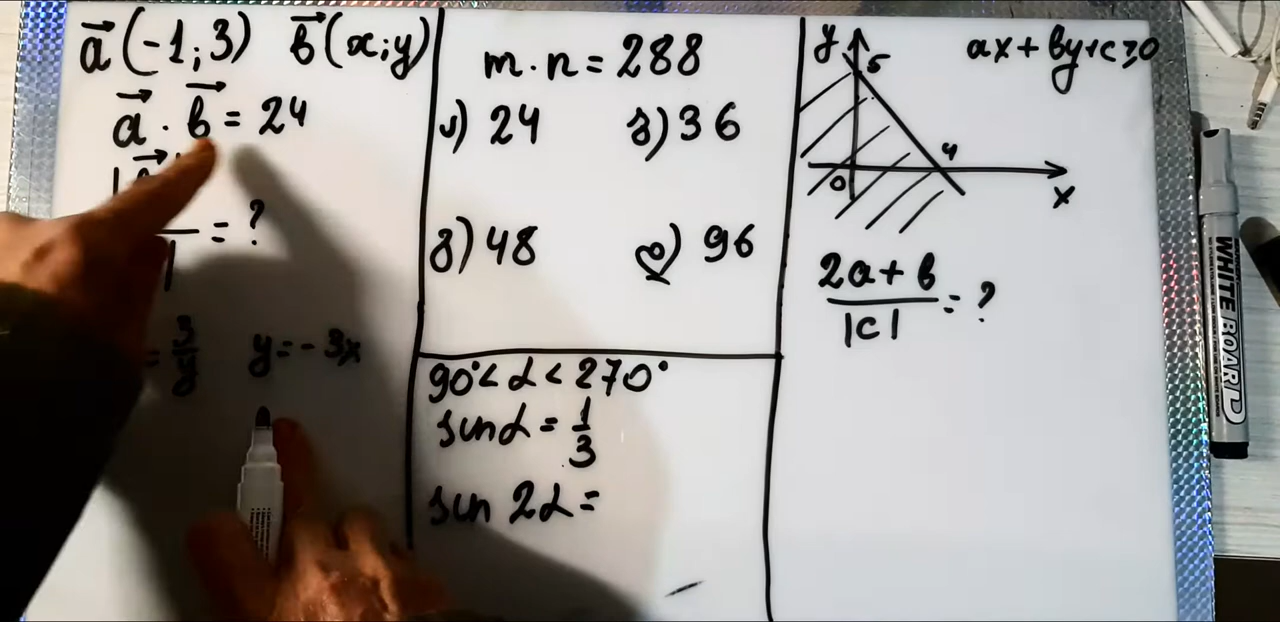 a⃗(-1;3) b⃗(x;y)
a⃗ · b⃗ = 24
= ?
y=-3x
m·n=288
ა) 24
გ) 36
ბ) 48
დ) 96
90°<α<270°
sinα = 1/3
sin 2α =
ax+by+c≥0
y
5
4
0
x
(2a+b)/|c| = ?
WHITE BOARD